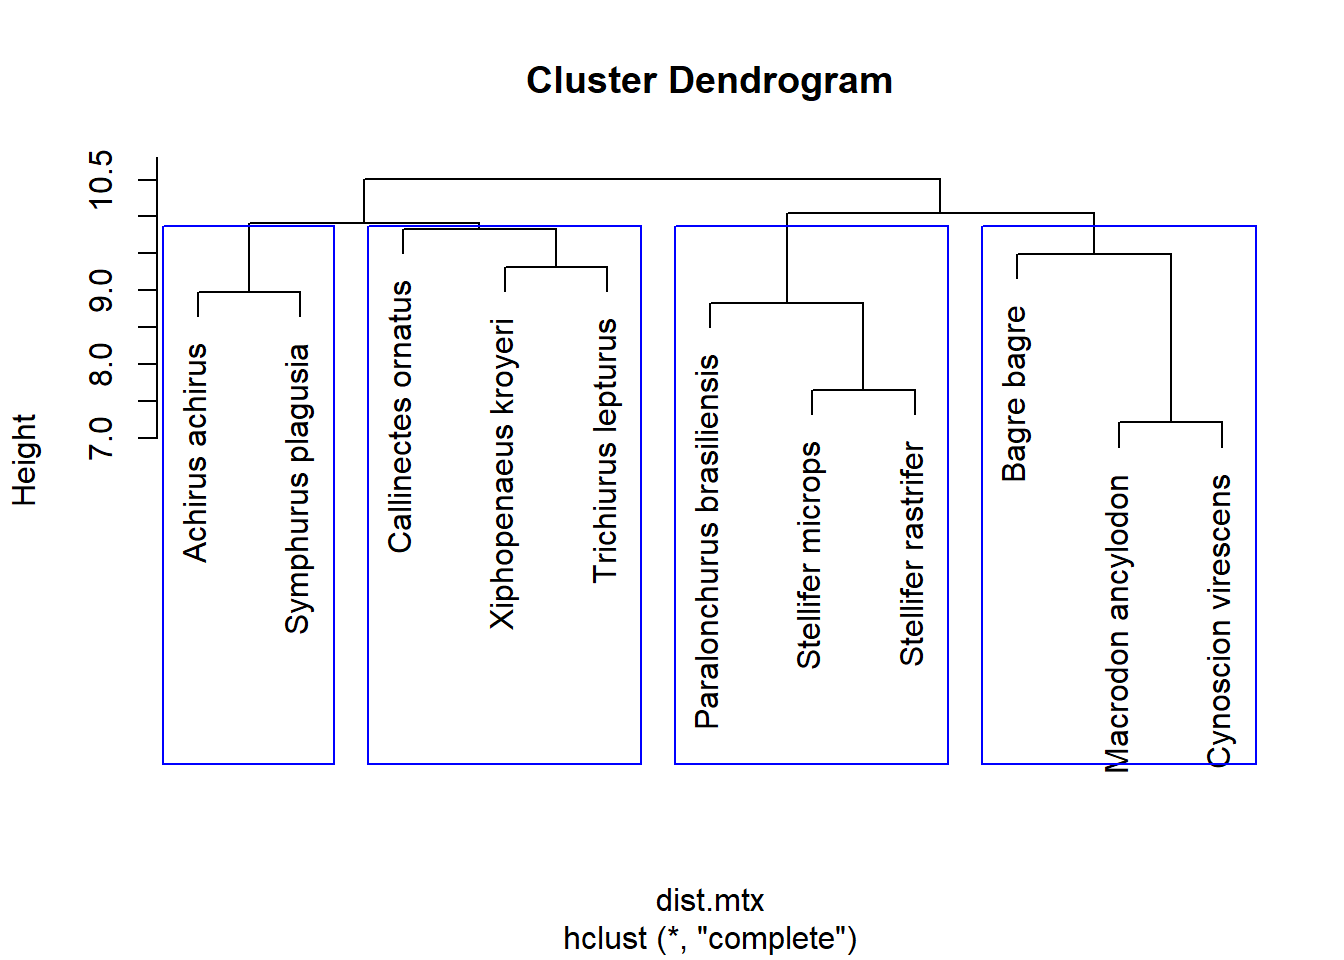 Cluster Dendrogram
Height
10.5
9.0
8.0
7.0
Achirus achirus
Symphurus plagusia
Callinectes ornatus
Xiphopenaeus kroyeri
Trichiurus lepturus
Paralonchurus brasiliensis
Stellifer microps
Stellifer rastrifer
Bagre bagre
Macrodon ancylodon
Cynoscion virescens
dist.mtx
hclust (*, "complete")